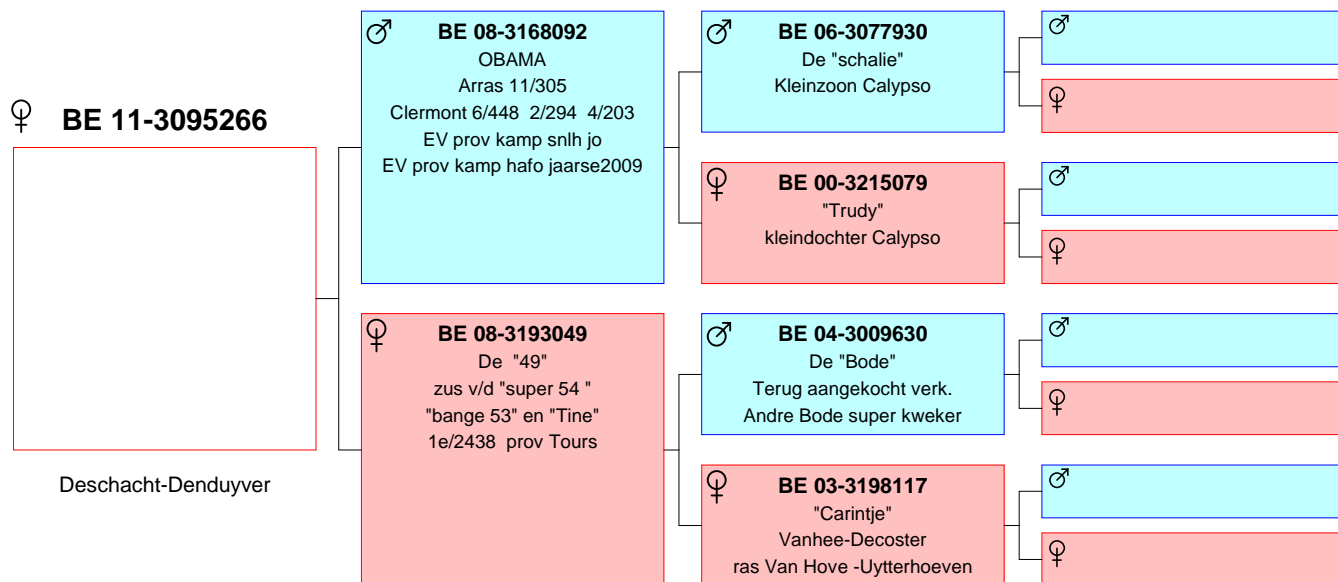 ♀ BE 11-3095266
Deschacht-Denduyver
♂ BE 08-3168092
OBAMA
Arras 11/305
Clermont 6/448 2/294 4/203
EV prov kamp snlh jo
EV prov kamp hafo jaarse2009
♀ BE 08-3193049
De "49"
zus v/d "super 54 "
"bange 53" en "Tine"
1e/2438 prov Tours
♂ BE 06-3077930
De "schalie"
Kleinzoon Calypso
♀ BE 00-3215079
"Trudy"
kleindochter Calypso
♂ BE 04-3009630
De "Bode"
Terug aangekocht verk.
Andre Bode super kweker
♀ BE 03-3198117
"Carintje"
Vanhee-Decoster
ras Van Hove -Uytterhoeven
♂
♀
♂
♀
♂
♀
♂
♀